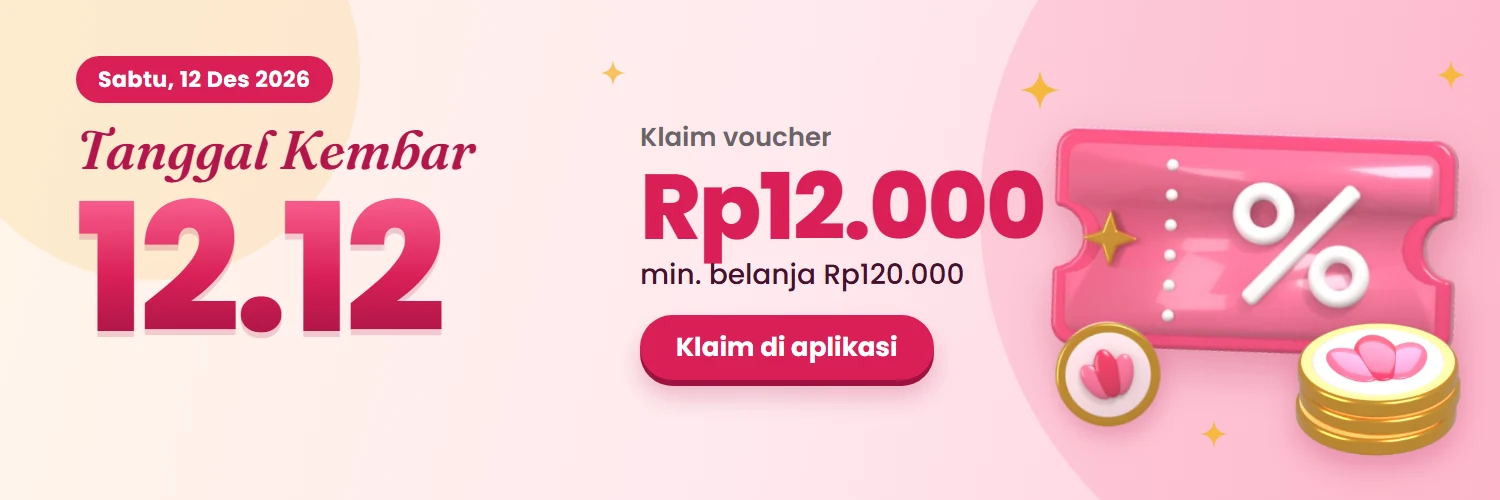 Sabtu, 12 Des 2026
Tanggal Kembar
12.12
Klaim voucher
Rp12.000
min. belanja Rp120.000
Klaim di aplikasi
%